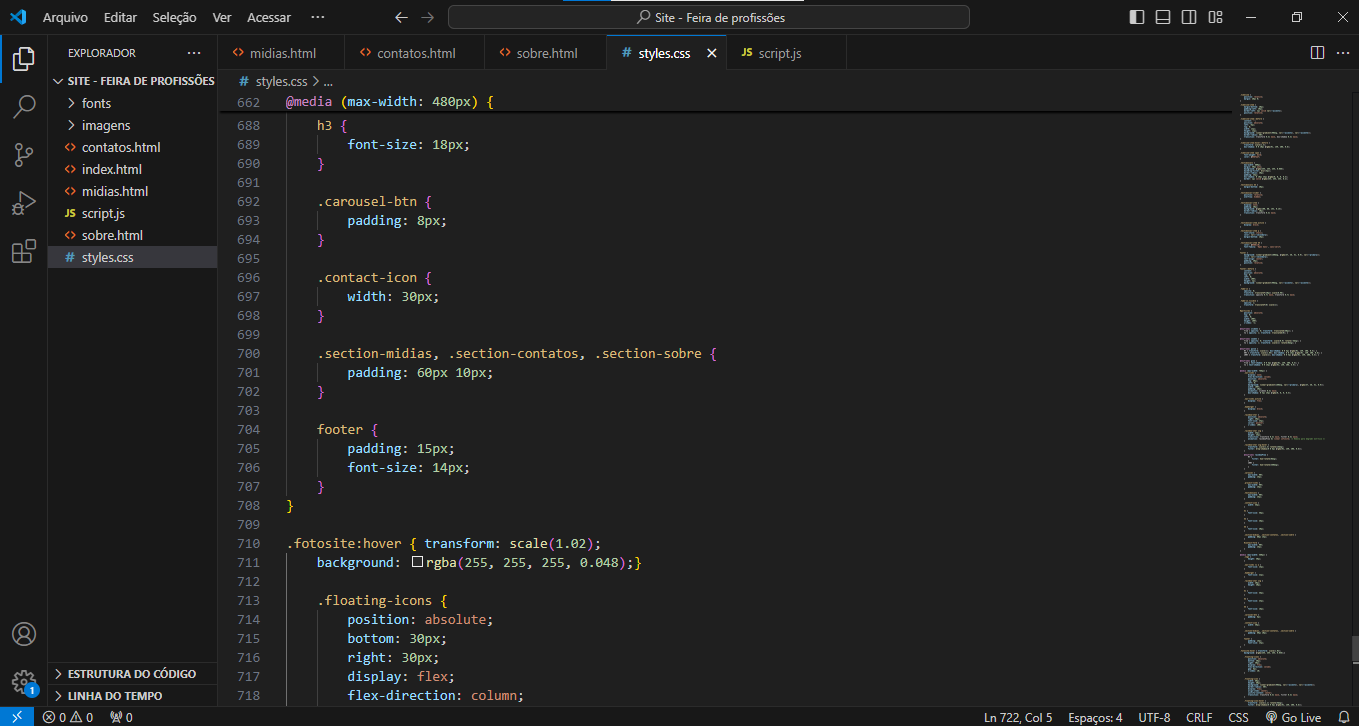 Arquivo Editar Seleção Ver Acessar ···
Site - Feira de profissões
EXPLORADOR ···
SITE - FEIRA DE PROFISSÕES
fonts
imagens
contatos.html
index.html
midias.html
JS script.js
sobre.html
# styles.css
ESTRUTURA DO CÓDIGO
LINHA DO TEMPO
midias.html contatos.html sobre.html # styles.css JS script.js
# styles.css > ...
662 @media (max-width: 480px) {
688 h3 {
689 font-size: 18px;
690 }
691
692 .carousel-btn {
693 padding: 8px;
694 }
695
696 .contact-icon {
697 width: 30px;
698 }
699
700 .section-midias, .section-contatos, .section-sobre {
701 padding: 60px 10px;
702 }
703
704 footer {
705 padding: 15px;
706 font-size: 14px;
707 }
708 }
709
710 .fotosite:hover { transform: scale(1.02);
711 background: rgba(255, 255, 255, 0.048);}
712
713 .floating-icons {
714 position: absolute;
715 bottom: 30px;
716 right: 30px;
717 display: flex;
718 flex-direction: column;
1
0 0 0 Ln 722, Col 5 Espaços: 4 UTF-8 CRLF CSS Go Live